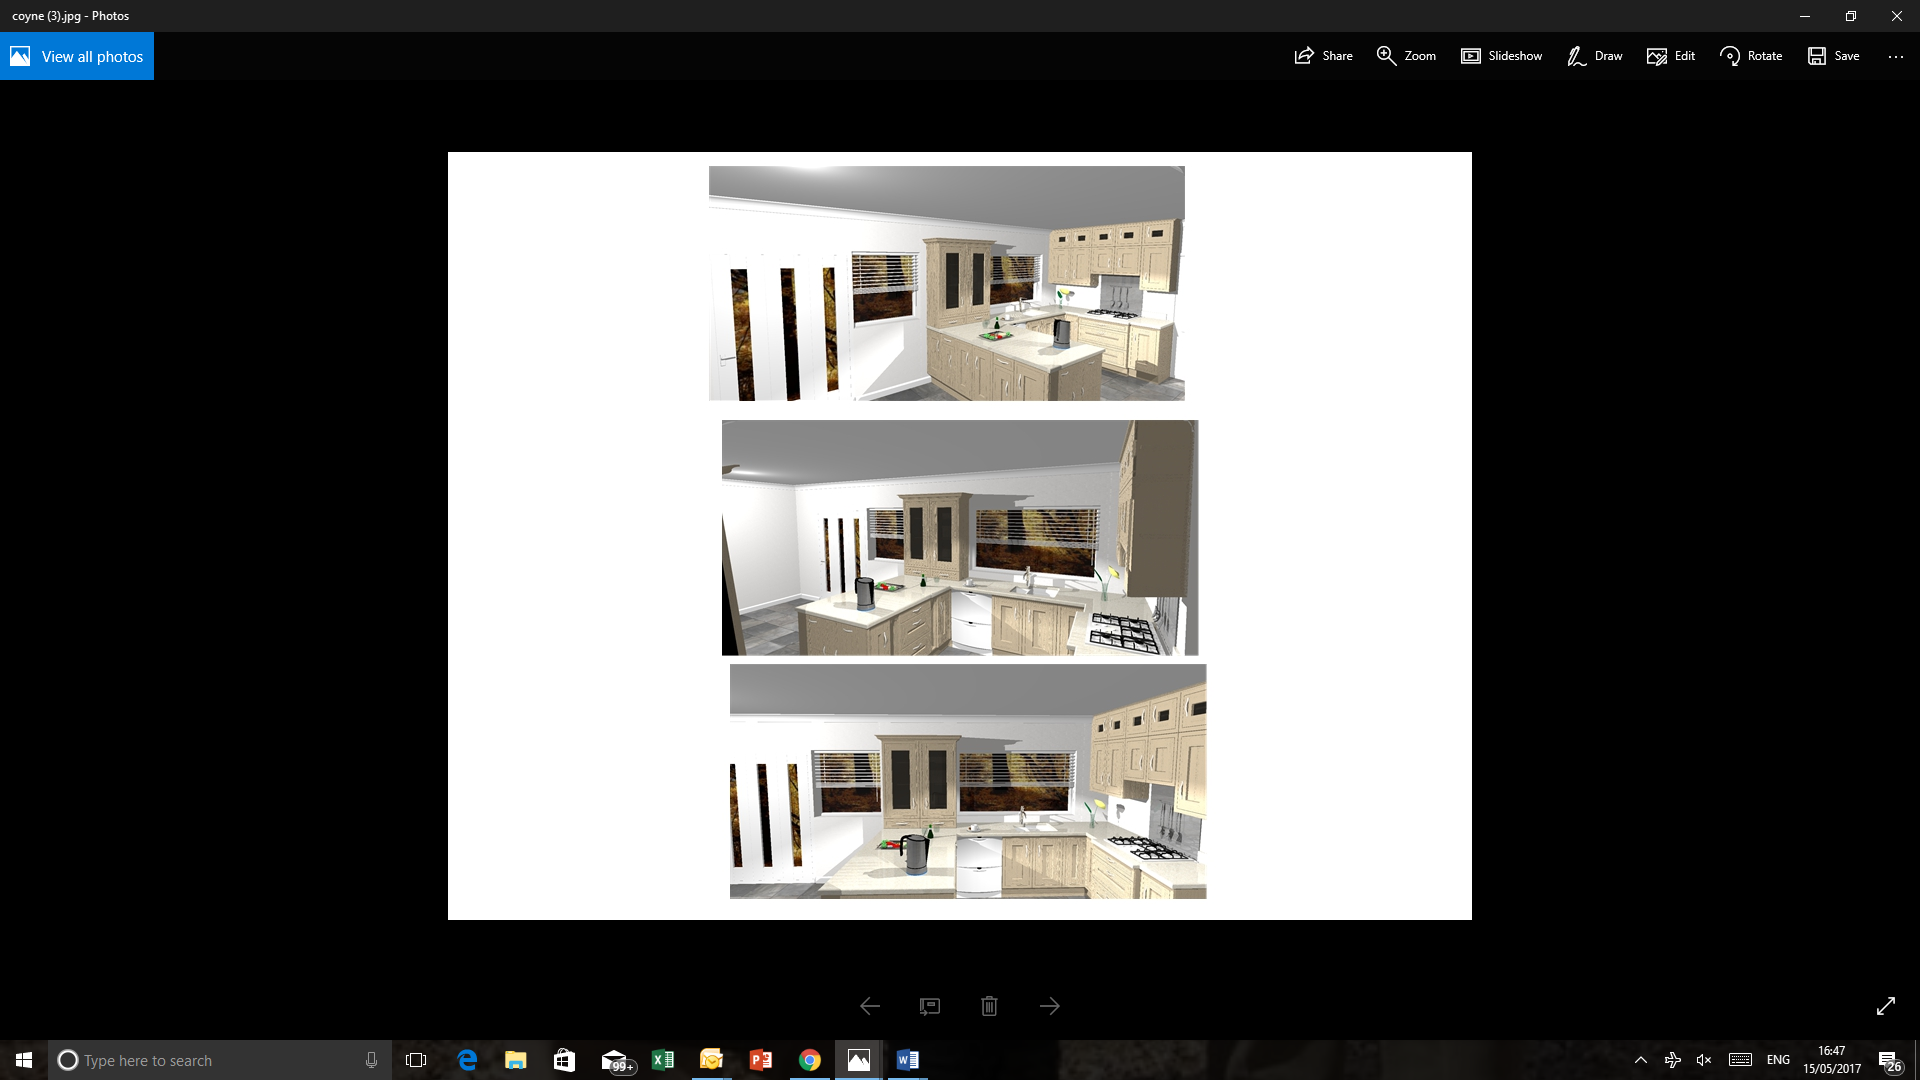 coyne (3).jpg - Photos
View all photos
Share
Zoom
Slideshow
Draw
Edit
Rotate
Save
Type here to search
99+
ENG
16:47
15/05/2017
26